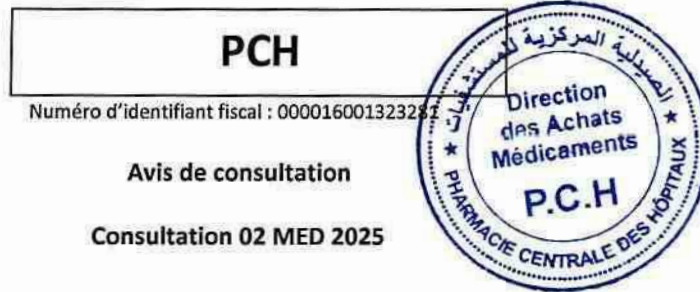 PCH
Numéro d'identifiant fiscal : 000016001323281
Avis de consultation
Consultation 02 MED 2025
الصيدلية المركزية للمستشفيات
Direction
des Achats
Médicaments
P.C.H
PHARMACIE CENTRALE DES HÔPITAUX